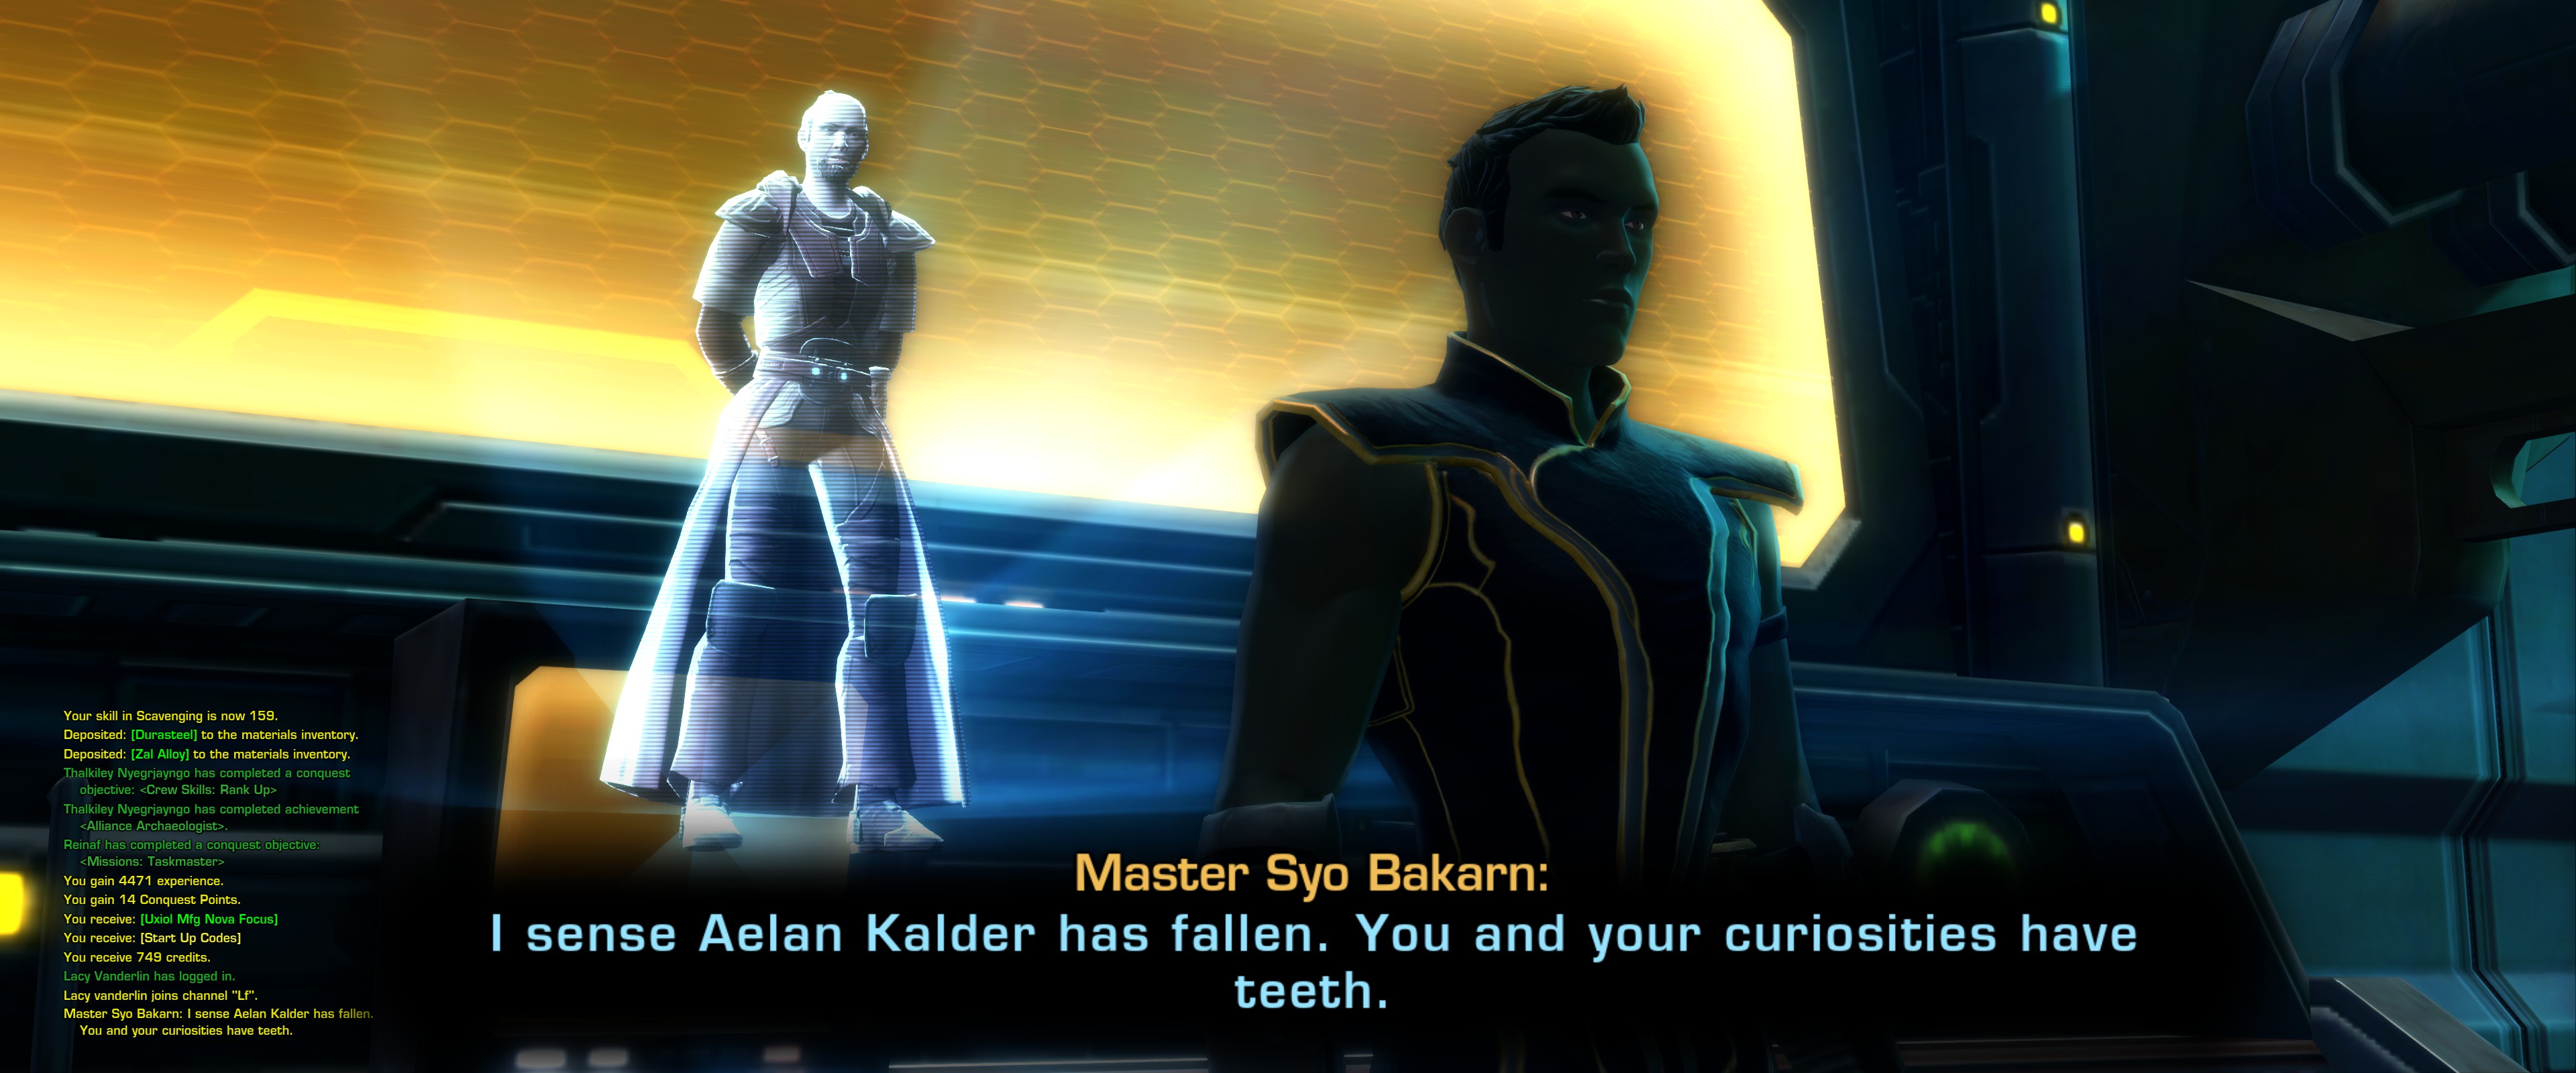 Your skill in Scavenging is now 159.
Deposited: [Durasteel] to the materials inventory.
Deposited: [Zal Alloy] to the materials inventory.
Thalkiley Nyegrjayngo has completed a conquest
objective: <Crew Skills: Rank Up>
Thalkiley Nyegrjayngo has completed achievement
<Alliance Archaeologist>.
Reinaf has completed a conquest objective:
<Missions: Taskmaster>
You gain 4471 experience.
You gain 14 Conquest Points.
You receive: [Uxiol Mfg Nova Focus]
You receive: [Start Up Codes]
You receive 749 credits.
Lacy Vanderlin has logged in.
Lacy vanderlin joins channel "Lf".
Master Syo Bakarn: I sense Aelan Kalder has fallen.
You and your curiosities have teeth.
Master Syo Bakarn:
I sense Aelan Kalder has fallen. You and your curiosities have
teeth.